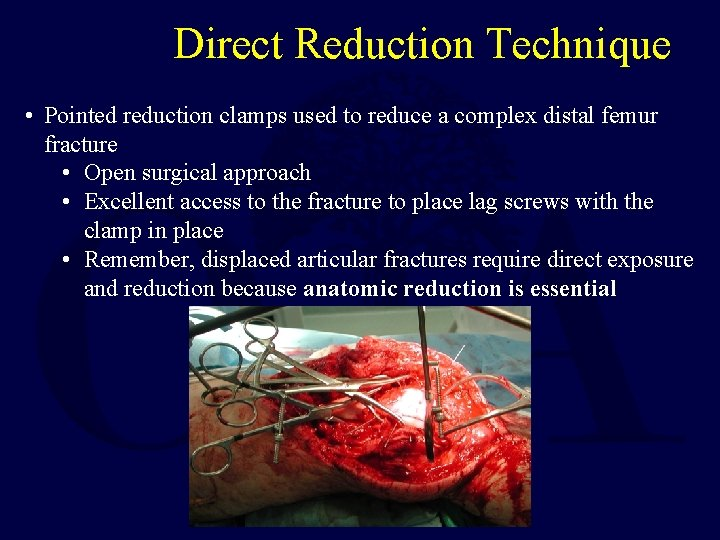 Direct Reduction Technique
• Pointed reduction clamps used to reduce a complex distal femur
fracture
• Open surgical approach
• Excellent access to the fracture to place lag screws with the
clamp in place
• Remember, displaced articular fractures require direct exposure
and reduction because anatomic reduction is essential